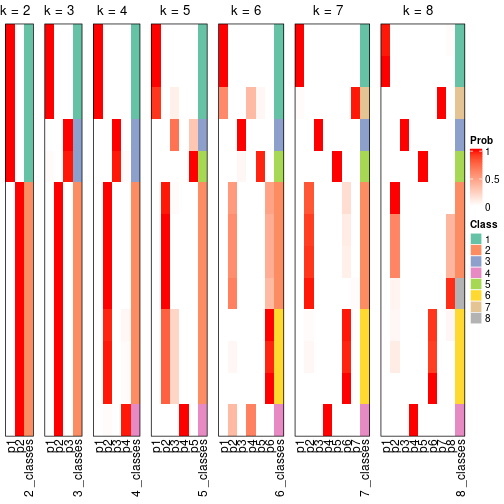 k = 2
k = 3
k = 4
k = 5
k = 6
k = 7
k = 8
Prob
1
0.5
0
Class
1
2
3
4
5
6
7
8
p1
p2
2_classes
p1
p2
p3
3_classes
p1
p2
p3
p4
4_classes
p1
p2
p3
p4
p5
5_classes
p1
p2
p3
p4
p5
p6
6_classes
p1
p2
p3
p4
p5
p6
p7
7_classes
p1
p2
p3
p4
p5
p6
p7
p8
8_classes